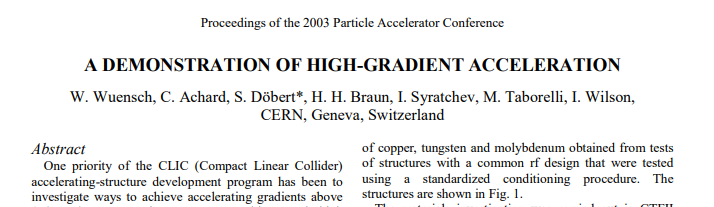 Proceedings of the 2003 Particle Accelerator Conference
A DEMONSTRATION OF HIGH-GRADIENT ACCELERATION
W. Wuensch, C. Achard, S. Döbert*, H. H. Braun, I. Syratchev, M. Taborelli, I. Wilson,
CERN, Geneva, Switzerland
Abstract
One priority of the CLIC (Compact Linear Collider)
accelerating-structure development program has been to
investigate ways to achieve accelerating gradients above
of copper, tungsten and molybdenum obtained from tests
of structures with a common rf design that were tested
using a standardized conditioning procedure. The
structures are shown in Fig. 1.